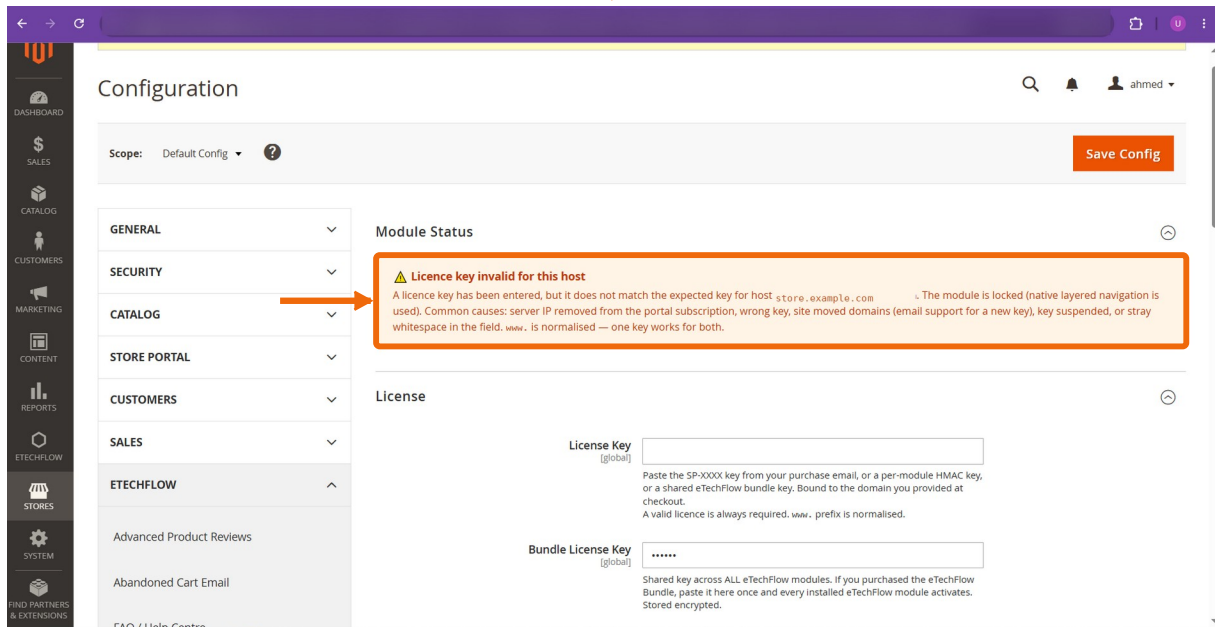 U
Configuration
ahmed
DASHBOARD
Scope: Default Config ?
Save Config
$
SALES
CATALOG
GENERAL
Module Status
CUSTOMERS
SECURITY
Licence key invalid for this host
A licence key has been entered, but it does not match the expected key for host store.example.com . The module is locked (native layered navigation is
used). Common causes: server IP removed from the portal subscription, wrong key, site moved domains (email support for a new key), key suspended, or stray
whitespace in the field. www. is normalised — one key works for both.
MARKETING
CATALOG
CONTENT
STORE PORTAL
REPORTS
CUSTOMERS
License
ETECHFLOW
SALES
License Key
[global]
Paste the SP-XXXX key from your purchase email, or a per-module HMAC key,
or a shared eTechFlow bundle key. Bound to the domain you provided at
checkout.
A valid licence is always required. www. prefix is normalised.
STORES
ETECHFLOW
SYSTEM
Advanced Product Reviews
Bundle License Key
[global]
••••••
Shared key across ALL eTechFlow modules. If you purchased the eTechFlow
Bundle, paste it here once and every installed eTechFlow module activates.
Stored encrypted.
FIND PARTNERS
& EXTENSIONS
Abandoned Cart Email
FAQ / Help Centre